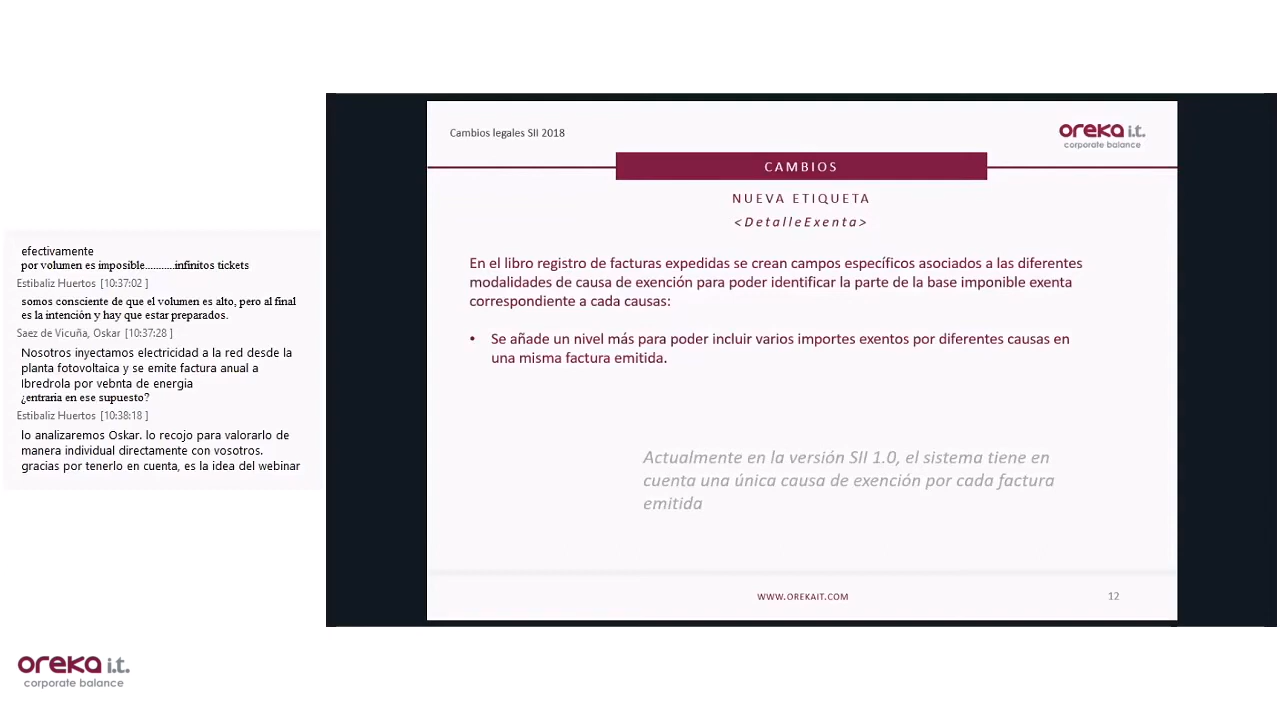 efectivamente
por volumen es imposible..........infinitos tickets
Estibaliz Huertos [10:37:02 ]
somos consciente de que el volumen es alto, pero al final
es la intención y hay que estar preparados.
Saez de Vicuña, Oskar [10:37:28 ]
Nosotros inyectamos electricidad a la red desde la
planta fotovoltaica y se emite factura anual a
Ibredrola por vebnta de energia
¿entraria en ese supuesto?
Estibaliz Huertos [10:38:18 ]
lo analizaremos Oskar. lo recojo para valorarlo de
manera individual directamente con vosotros.
gracias por tenerlo en cuenta, es la idea del webinar
Cambios legales SII 2018
oreka i.t.
corporate balance
CAMBIOS
NUEVA ETIQUETA
<DetalleExenta>
En el libro registro de facturas expedidas se crean campos específicos asociados a las diferentes
modalidades de causa de exención para poder identificar la parte de la base imponible exenta
correspondiente a cada causas:
• Se añade un nivel más para poder incluir varios importes exentos por diferentes causas en
una misma factura emitida.
Actualmente en la versión SII 1.0, el sistema tiene en
cuenta una única causa de exención por cada factura
emitida
WWW.OREKAIT.COM
12
oreka i.t.
corporate balance